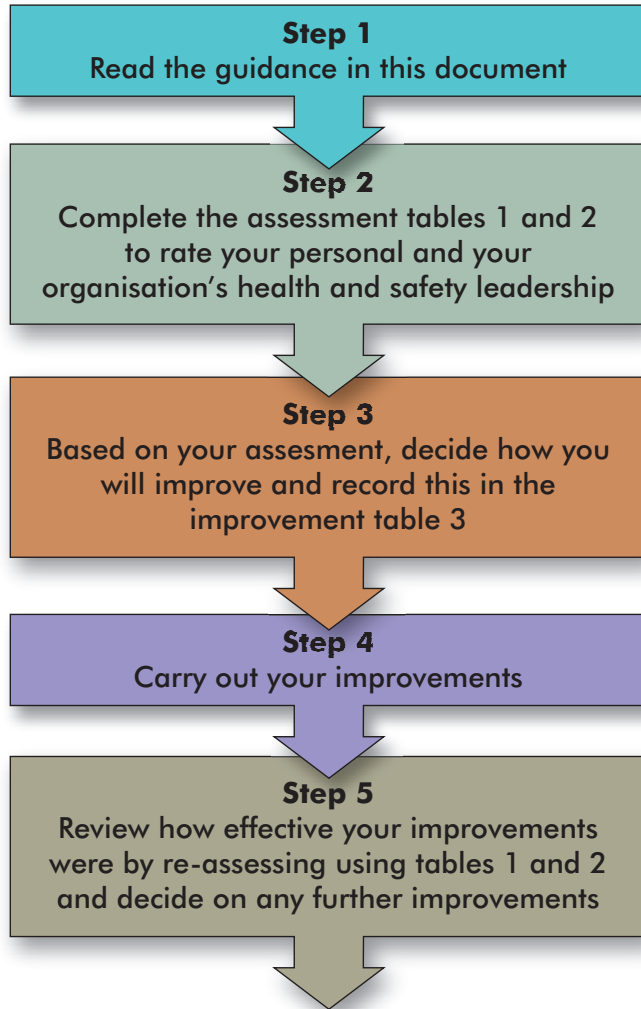 Step 1
Read the guidance in this document
Step 2
Complete the assessment tables 1 and 2
to rate your personal and your
organisation’s health and safety leadership
Step 3
Based on your assesment, decide how you
will improve and record this in the
improvement table 3
Step 4
Carry out your improvements
Step 5
Review how effective your improvements
were by re-assessing using tables 1 and 2
and decide on any further improvements